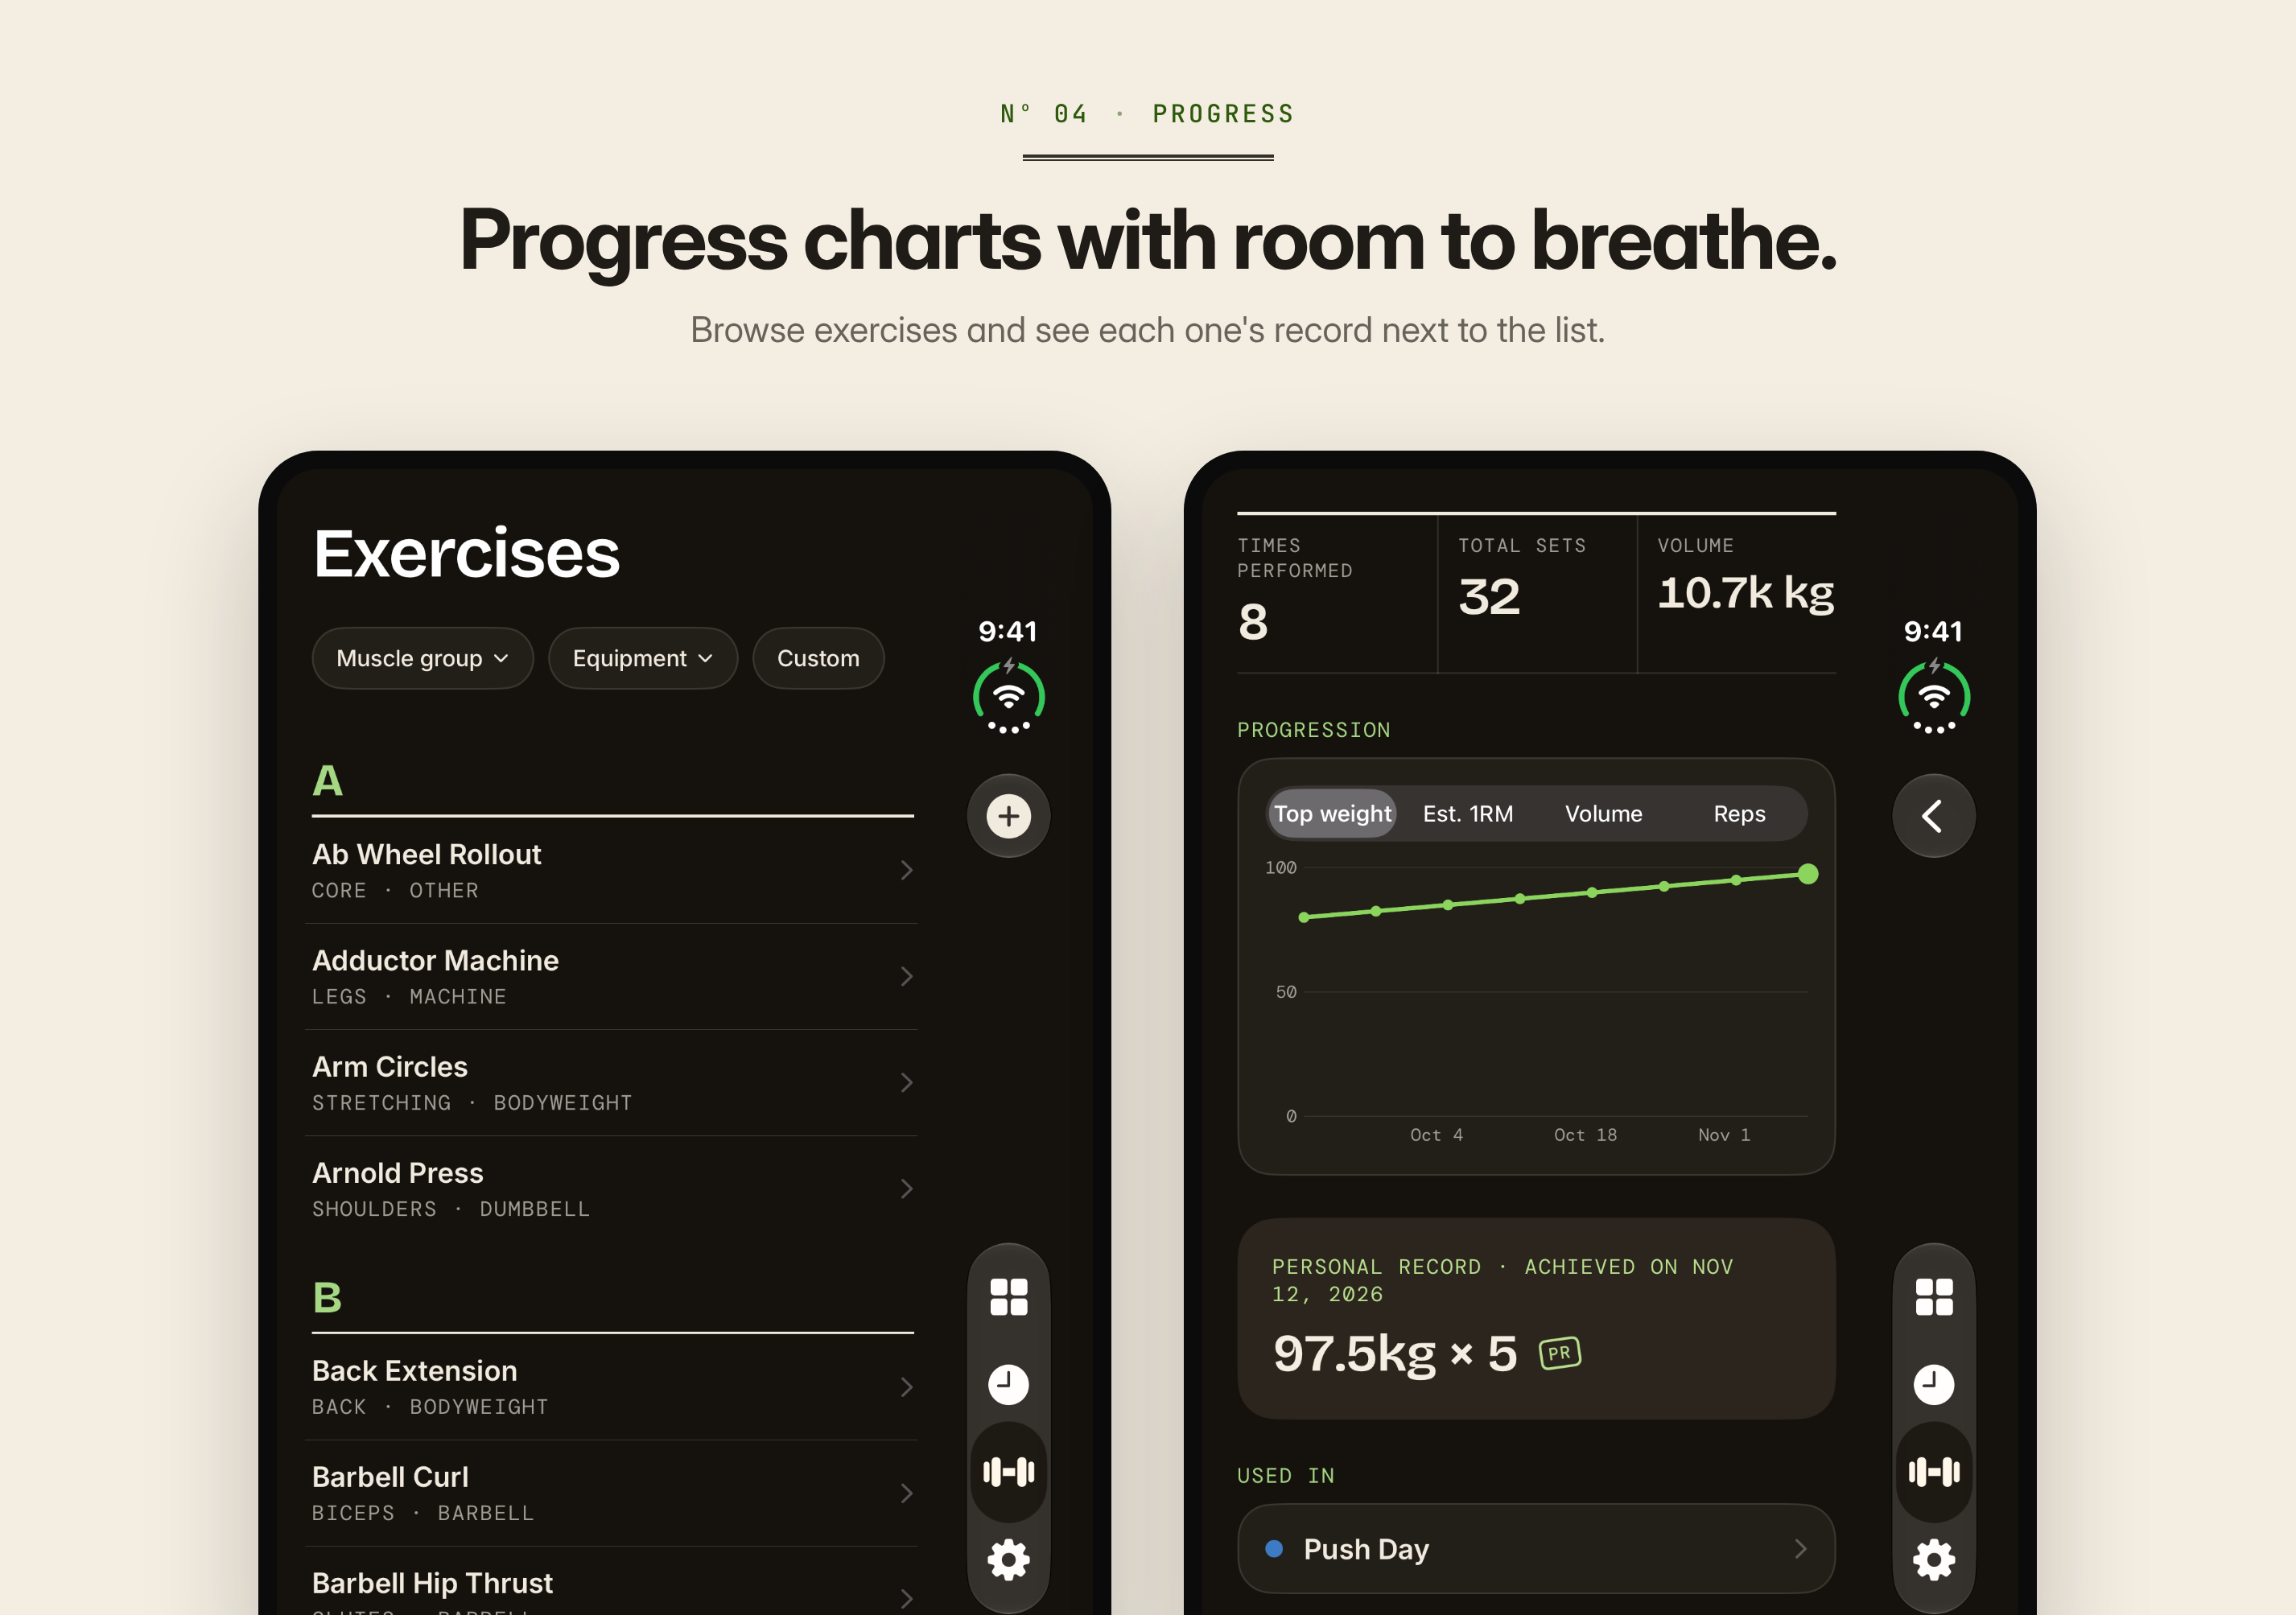 Nº 04 · PROGRESS
Progress charts with room to breathe.
Browse exercises and see each one's record next to the list.
Exercises
Muscle group
Equipment
Custom
9:41
A
Ab Wheel Rollout
CORE · OTHER
Adductor Machine
LEGS · MACHINE
Arm Circles
STRETCHING · BODYWEIGHT
Arnold Press
SHOULDERS · DUMBBELL
B
Back Extension
BACK · BODYWEIGHT
Barbell Curl
BICEPS · BARBELL
Barbell Hip Thrust
TIMES
PERFORMED
8
TOTAL SETS
32
VOLUME
10.7k kg
9:41
PROGRESSION
Top weight
Est. 1RM
Volume
Reps
100
50
0
Oct 4
Oct 18
Nov 1
PERSONAL RECORD · ACHIEVED ON NOV
12, 2026
97.5kg × 5
PR
USED IN
Push Day